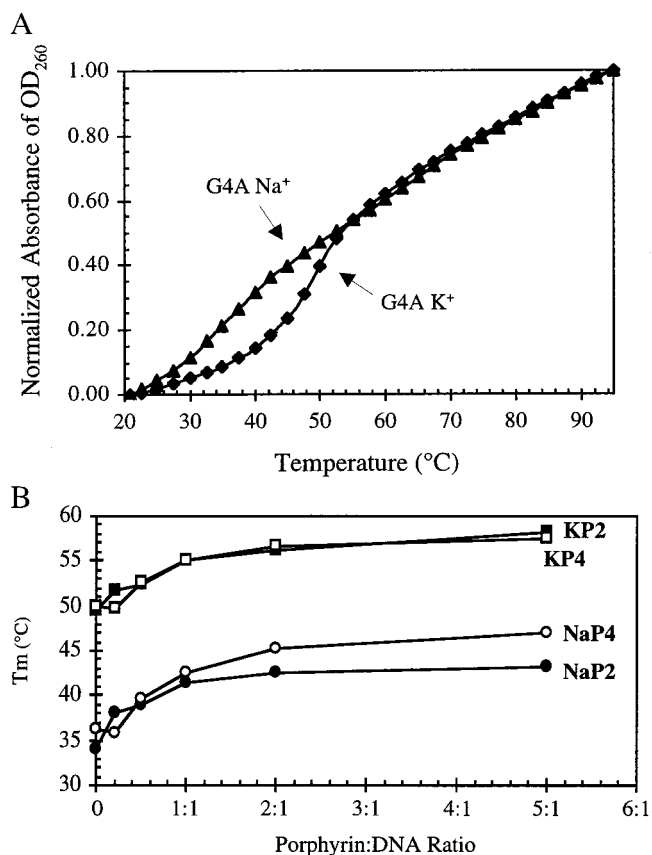 A
Normalized Absorbance of OD260
1.00
0.80
0.60
0.40
0.20
0.00
G4A Na+
G4A K+
20 30 40 50 60 70 80 90
Temperature (°C)
B
Tm (°C)
60
55
50
45
40
35
30
KP2
KP4
NaP4
NaP2
0 1:1 2:1 3:1 4:1 5:1 6:1
Porphyrin:DNA Ratio